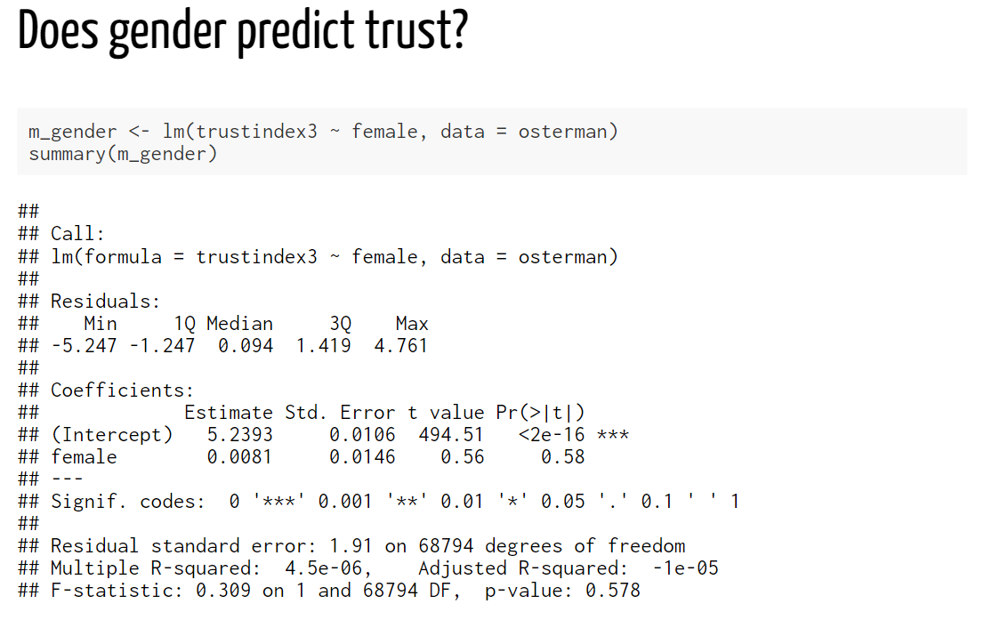 Does gender predict trust?
m_gender <- lm(trustindex3 ~ female, data = osterman)
summary(m_gender)
##
## Call:
## lm(formula = trustindex3 ~ female, data = osterman)
##
## Residuals:
##    Min     1Q Median     3Q    Max
## -5.247 -1.247  0.094  1.419  4.761
##
## Coefficients:
##             Estimate Std. Error t value Pr(>|t|)
## (Intercept)   5.2393     0.0106  494.51   <2e-16 ***
## female        0.0081     0.0146    0.56     0.58
## ---
## Signif. codes:  0 '***' 0.001 '**' 0.01 '*' 0.05 '.' 0.1 ' ' 1
##
## Residual standard error: 1.91 on 68794 degrees of freedom
## Multiple R-squared:  4.5e-06,    Adjusted R-squared:  -1e-05
## F-statistic: 0.309 on 1 and 68794 DF,  p-value: 0.578